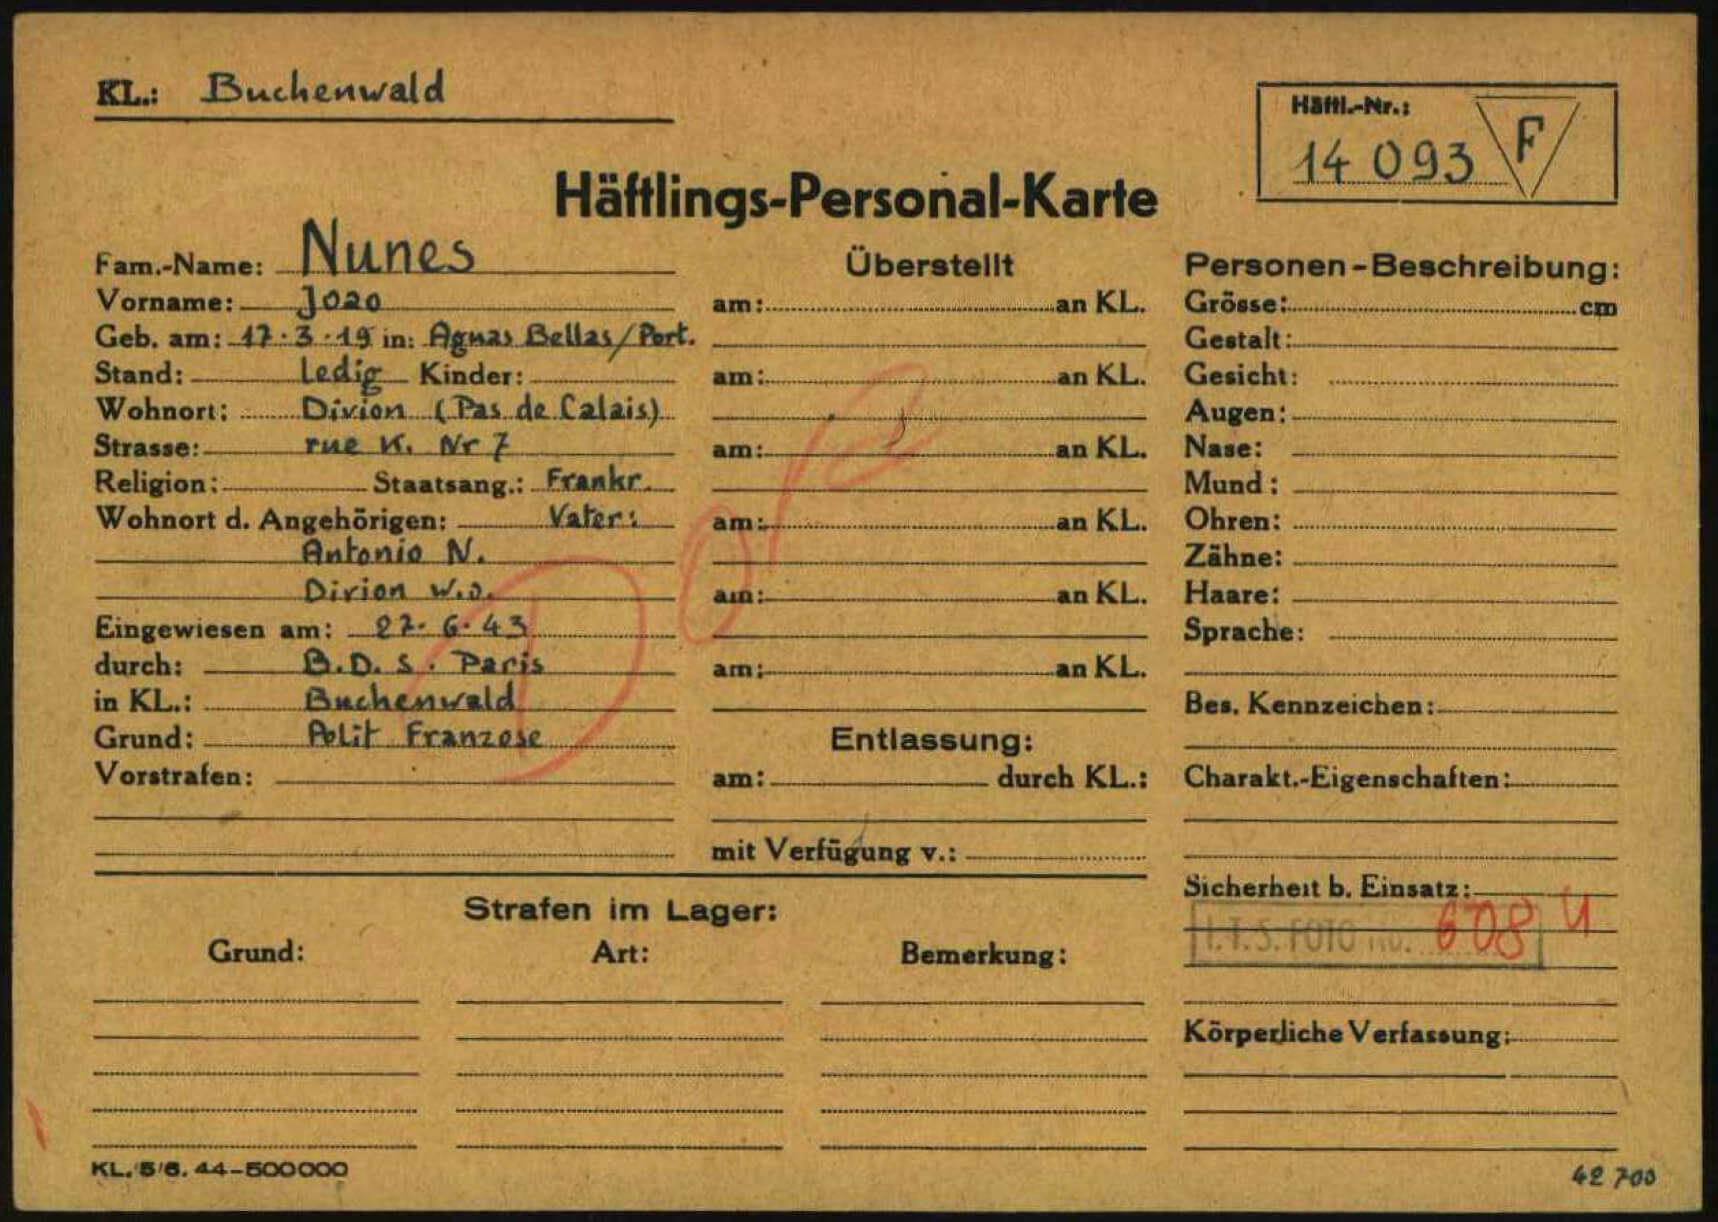 KL.: Buchenwald
Häftl.-Nr.:
14 093 F
Häftlings-Personal-Karte
Fam.-Name: Nunes
Vorname: Joao
Geb. am: 17.3.19 in: Aguas Bellas/Port.
Stand: Ledig Kinder:
Wohnort: Divion (Pas de Calais)
Strasse: rue K. Nr 7
Religion: Staatsang.: Frankr.
Wohnort d. Angehörigen: Vater:
Antonio N.
Divion w.o.
Eingewiesen am: 27.6.43
durch: B.D.S. Paris
in KL.: Buchenwald
Grund: Polit Franzose
Vorstrafen:
Überstellt
am: an KL.
am: an KL.
am: an KL.
am: an KL.
am: an KL.
am: an KL.
Dora
Entlassung:
am: durch KL.:
mit Verfügung v.:
Personen-Beschreibung:
Grösse: cm
Gestalt:
Gesicht:
Augen:
Nase:
Mund:
Ohren:
Zähne:
Haare:
Sprache:
Bes. Kennzeichen:
Charakt.-Eigenschaften:
Sicherheit b. Einsatz:
I.T.S. FOTO No. 608
Körperliche Verfassung:
Strafen im Lager:
Grund: Art: Bemerkung:
KL./5/6. 44-500000
42 700